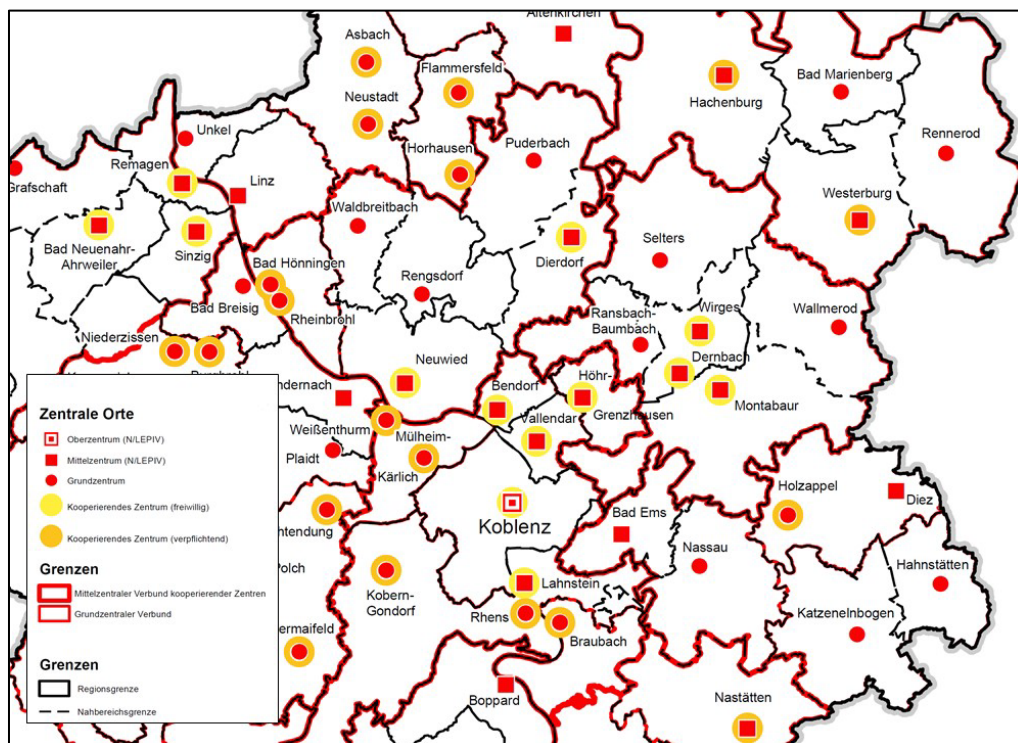 Altenkirchen
Asbach
Flammersfeld
Bad Marienberg
Hachenburg
Neustadt
Unkel
Rennerod
Horhausen
Puderbach
Remagen
Linz
Grafschaft
Westerburg
Waldbreitbach
Selters
Bad Neuenahr-
Ahrweiler
Sinzig
Dierdorf
Bad Hönningen
Rengsdorf
Bad Breisig
Rheinbrohl
Ransbach-
Baumbach
Wirges
Wallmerod
Niederzissen
Neuwied
Dernbach
Bendorf
Höhr-
Grenzhausen
Montabaur
ndernach
Vallendar
Weißenthurm
Mülheim-
Kärlich
Plaidt
Holzappel
Diez
Koblenz
Bad Ems
htendung
Nassau
Hahnstätten
Polch
Kobern-
Gondorf
Lahnstein
Rhens
Braubach
Katzenelnbogen
ermaifeld
Boppard
Nastätten
Zentrale Orte
Oberzentrum (N/LEPIV)
Mittelzentrum (N/LEPIV)
Grundzentrum
Kooperierendes Zentrum (freiwillig)
Kooperierendes Zentrum (verpflichtend)
Grenzen
Mittelzentraler Verbund kooperierender Zentren
Grundzentraler Verbund
Grenzen
Regionsgrenze
Nahbereichsgrenze